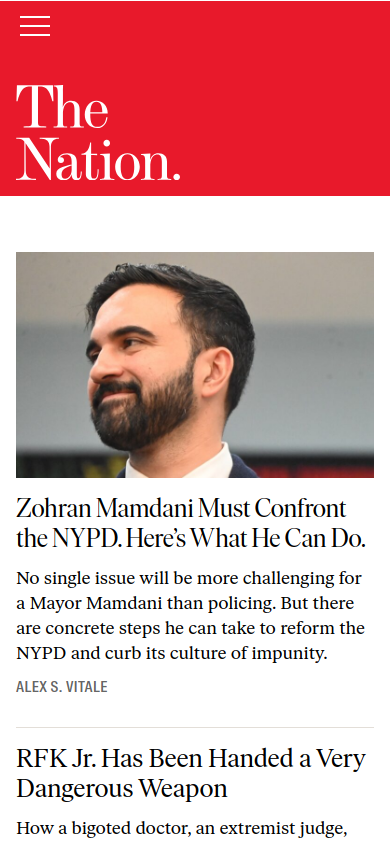 The
Nation.
Zohran Mamdani Must Confront
the NYPD. Here’s What He Can Do.
No single issue will be more challenging for
a Mayor Mamdani than policing. But there
are concrete steps he can take to reform the
NYPD and curb its culture of impunity.
ALEX S. VITALE
RFK Jr. Has Been Handed a Very
Dangerous Weapon
How a bigoted doctor, an extremist judge,